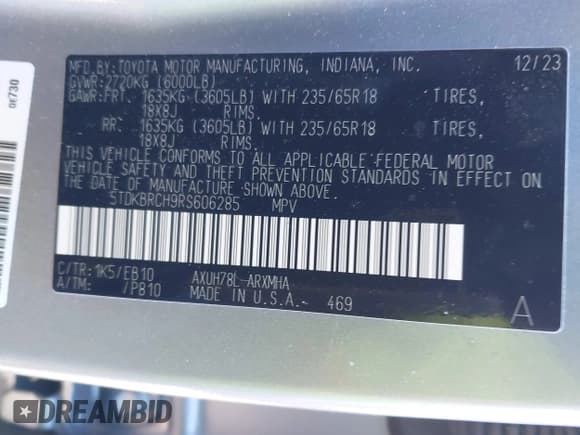 MFD.BY:TOYOTA MOTOR MANUFACTURING, INDIANA, INC. 12/23
GVWR:2720KG (6000LB)
GAWR:FRT. 1635KG (3605LB) WITH 235/65R18 TIRES,
18X8J RIMS.
RR. 1635KG (3605LB) WITH 235/65R18 TIRES,
18X8J RIMS.
THIS VEHICLE CONFORMS TO ALL APPLICABLE FEDERAL MOTOR
VEHICLE SAFETY AND THEFT PREVENTION STANDARDS IN EFFECT ON
THE DATE OF MANUFACTURE SHOWN ABOVE.
5TDKBRCH9RS606285 MPV
C/TR:1K5/EB10 AXUH78L-ARXMHA
A/TM: /P810 MADE IN U.S.A. 469
A
0E730
DREAMBID